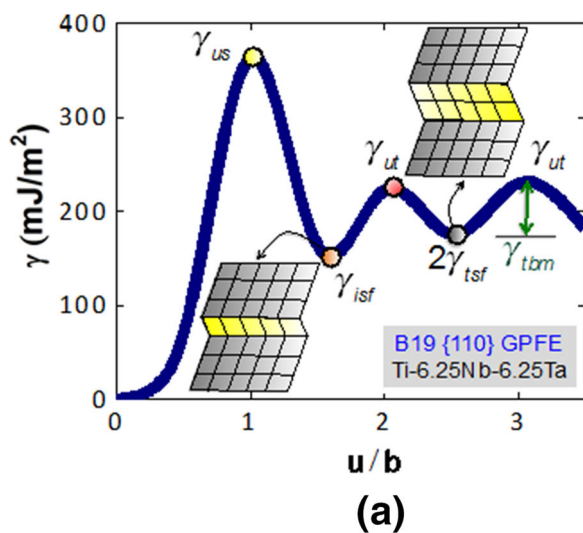 400
300
200
100
0
γ (mJ/m²)
γus
γut
γut
γisf
2γtsf
γtbm
B19 {110} GPFE
Ti-6.25Nb-6.25Ta
0 1 2 3
u/b
(a)